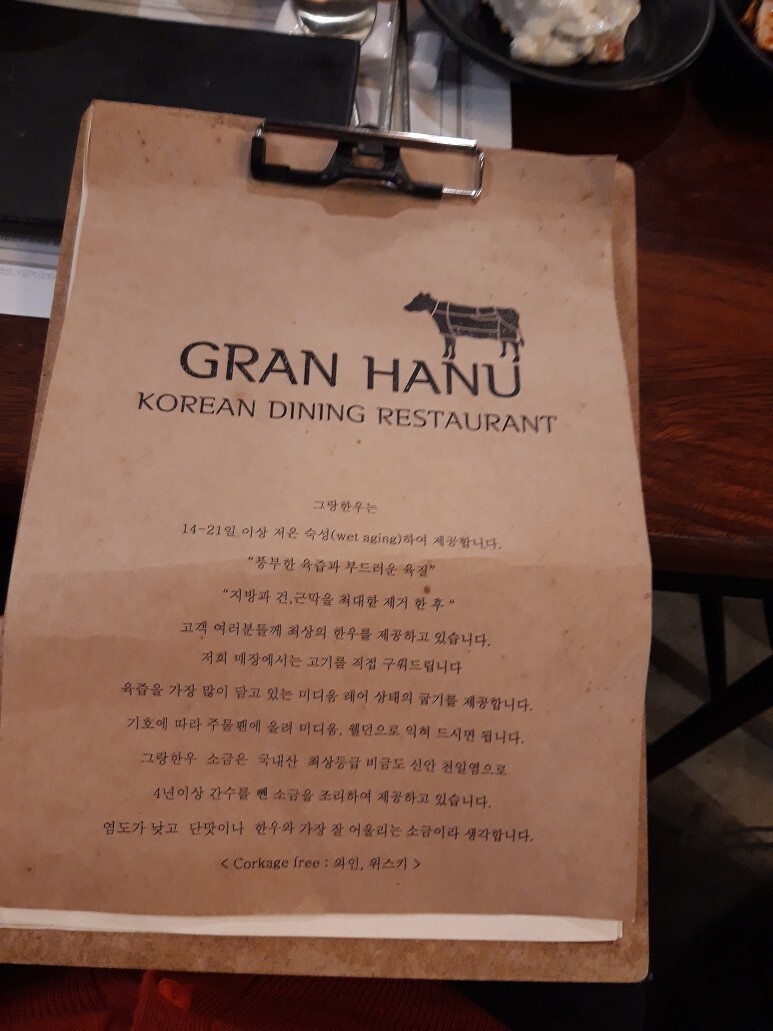 GRAN HANU
KOREAN DINING RESTAURANT
그랑한우는
14-21일 이상 저온 숙성(wet aging)하여 제공합니다.
"풍부한 육즙과 부드러운 육질"
"지방과 건,근막을 최대한 제거 한 후 "
고객 여러분들께 최상의 한우를 제공하고 있습니다.
저희 매장에서는 고기를 직접 구워드립니다
육즙을 가장 많이 담고 있는 미디움 레어 상태의 굽기를 제공합니다.
기호에 따라 주물팬에 올려 미디움, 웰던으로 익혀 드시면 됩니다.
그랑한우 소금은 국내산 최상등급 비금도 신안 천일염으로
4년이상 간수를 뺀 소금을 조리하여 제공하고 있습니다.
염도가 낮고 단맛이나 한우와 가장 잘 어울리는 소금이라 생각합니다.
< Corkage free : 와인, 위스키 >